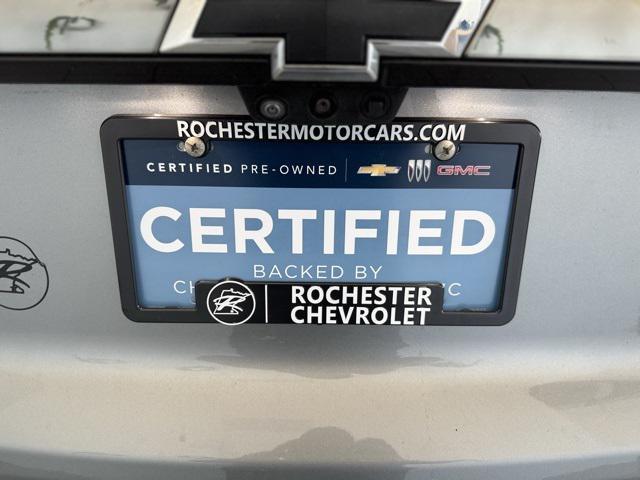 ROCHESTERMOTORCARS.COM
CERTIFIED PRE-OWNED GMC
CERTIFIED
BACKED BY
ROCHESTER
CHEVROLET